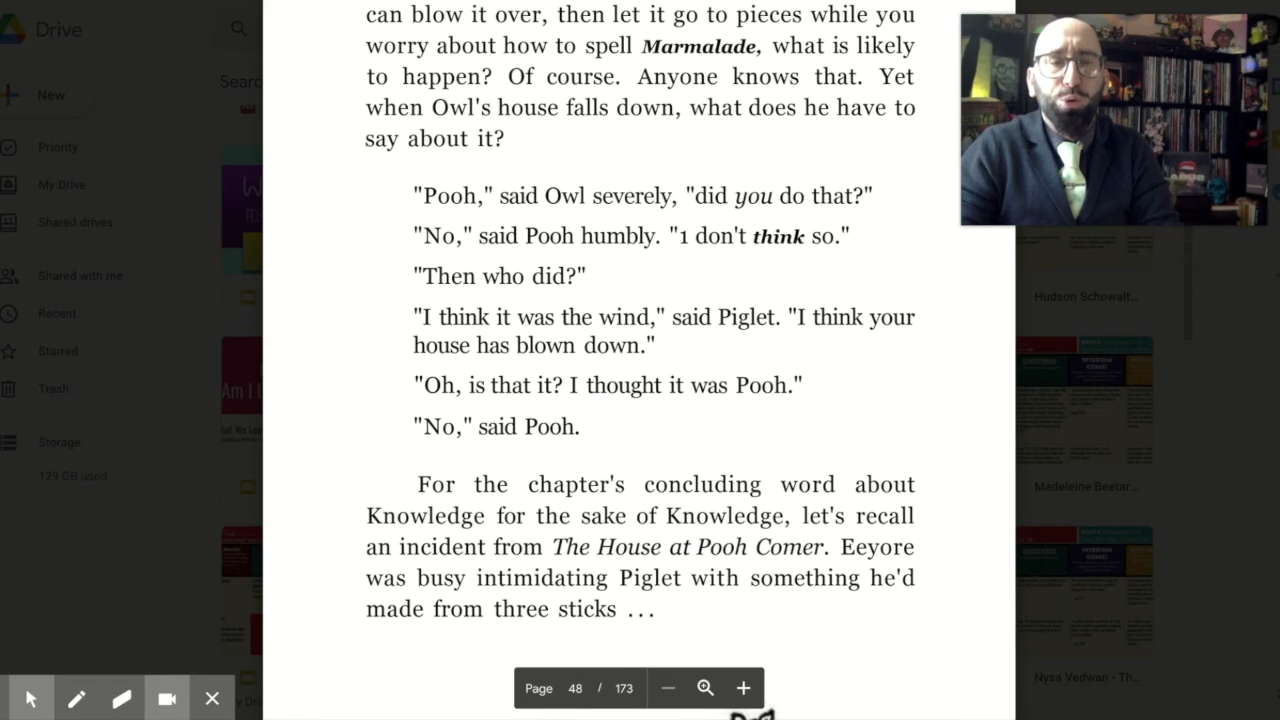 can blow it over, then let it go to pieces while you
worry about how to spell Marmalade, what is likely
to happen? Of course. Anyone knows that. Yet
when Owl's house falls down, what does he have to
say about it?
"Pooh," said Owl severely, "did you do that?"
"No," said Pooh humbly. "1 don't think so."
"Then who did?"
"I think it was the wind," said Piglet. "I think your
house has blown down."
"Oh, is that it? I thought it was Pooh."
"No," said Pooh.
For the chapter's concluding word about
Knowledge for the sake of Knowledge, let's recall
an incident from The House at Pooh Comer. Eeyore
was busy intimidating Piglet with something he'd
made from three sticks ...
Page 48 / 173
Drive
New
Priority
My Drive
Shared drives
Shared with me
Recent
Starred
Trash
Storage
129 GB used
Searc
Am I
Hudson Schowalt...
Madeleine Beetar...
Nysa Vedwan - Th...